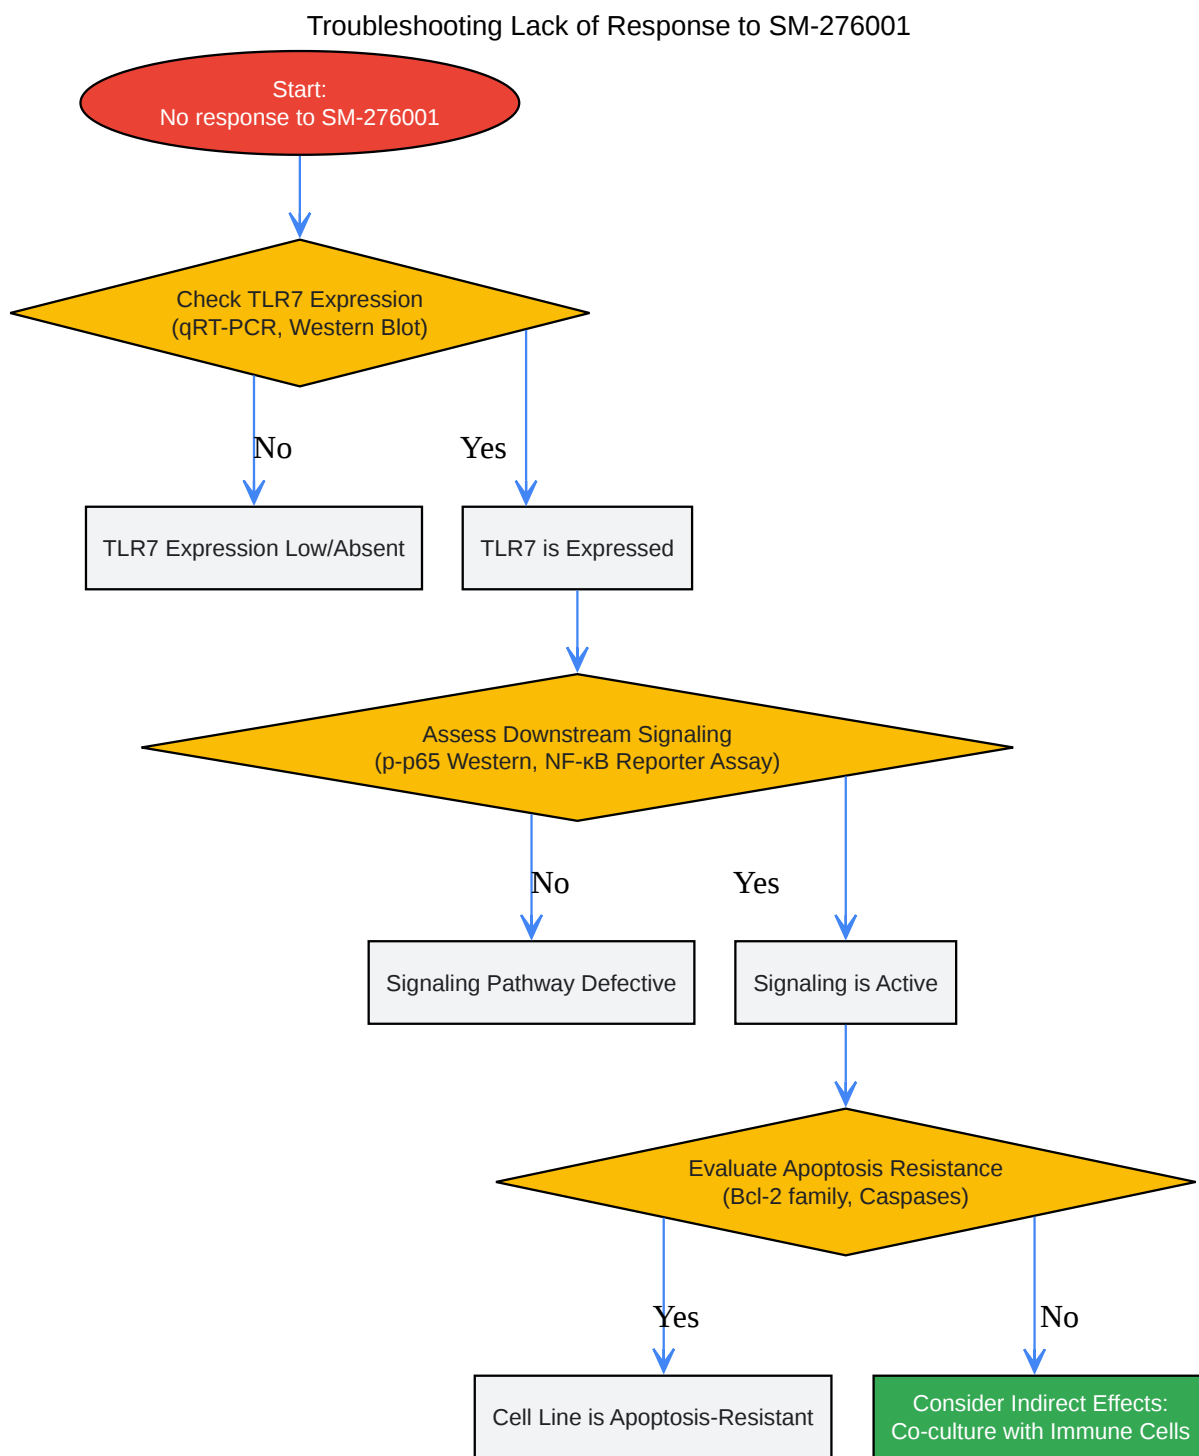 Troubleshooting Lack of Response to SM-276001
Start:
No response to SM-276001
Check TLR7 Expression
(qRT-PCR, Western Blot)
No
Yes
TLR7 Expression Low/Absent
TLR7 is Expressed
Assess Downstream Signaling
(p-p65 Western, NF-κB Reporter Assay)
No
Yes
Signaling Pathway Defective
Signaling is Active
Evaluate Apoptosis Resistance
(Bcl-2 family, Caspases)
Yes
No
Cell Line is Apoptosis-Resistant
Consider Indirect Effects:
Co-culture with Immune Cells